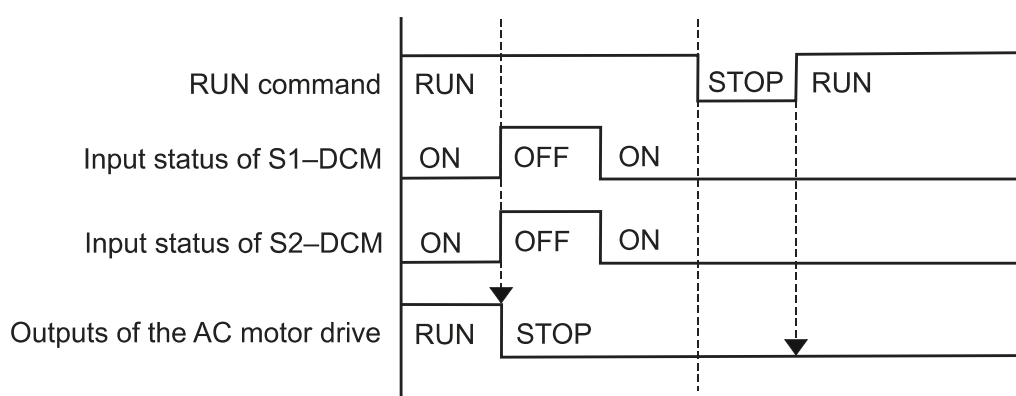 RUN command RUN STOP RUN
Input status of S1–DCM ON OFF ON
Input status of S2–DCM ON OFF ON
Outputs of the AC motor drive RUN STOP